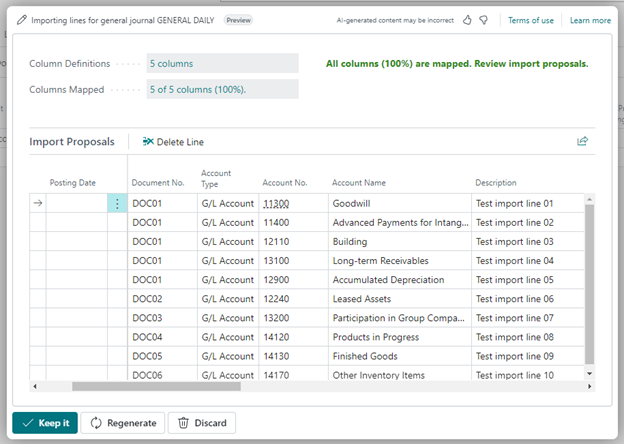 Importing lines for general journal GENERAL DAILY Preview AI-generated content may be incorrect Terms of use Learn more
Column Definitions 5 columns All columns (100%) are mapped. Review import proposals.
Columns Mapped 5 of 5 columns (100%).
Import Proposals Delete Line
Posting Date Document No. Account Type Account No. Account Name Description
DOC01 G/L Account 11300 Goodwill Test import line 01
DOC01 G/L Account 11400 Advanced Payments for Intang... Test import line 02
DOC01 G/L Account 12110 Building Test import line 03
DOC01 G/L Account 13100 Long-term Receivables Test import line 04
DOC01 G/L Account 12900 Accumulated Depreciation Test import line 05
DOC02 G/L Account 12240 Leased Assets Test import line 06
DOC03 G/L Account 13200 Participation in Group Compa... Test import line 07
DOC04 G/L Account 14120 Products in Progress Test import line 08
DOC05 G/L Account 14130 Finished Goods Test import line 09
DOC06 G/L Account 14170 Other Inventory Items Test import line 10
Keep it Regenerate Discard